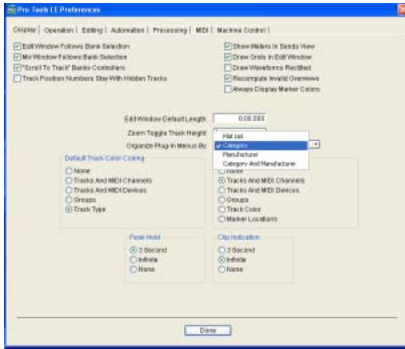 Pro Tools LE Preferences
Display | Operation | Editing | Automation | Processing | MIDI | Machine Control |
Edit Window Follows Bank Selection
Mix Window Follows Bank Selection
"Scroll To Track" Banks Controllers
Track Position Numbers Stay With Hidden Tracks
Show Meters In Sends View
Draw Grids In Edit Window
Draw Waveforms Rectified
Recompute Invalid Overviews
Always Display Marker Colors
Edit Window Default Length:
Zoom Toggle Track Height:
Organize Plug-in Menus By:
Flat List
Category
Manufacturer
Category And Manufacturer
Default Track Color Coding
None
Tracks And MIDI Channels
Tracks And MIDI Devices
Groups
Track Type
None
Tracks And MIDI Channels
Tracks And MIDI Devices
Groups
Track Color
Marker Locations
Peak Hold
3 Second
Infinite
None
Clip Indication
3 Second
Infinite
None
Done